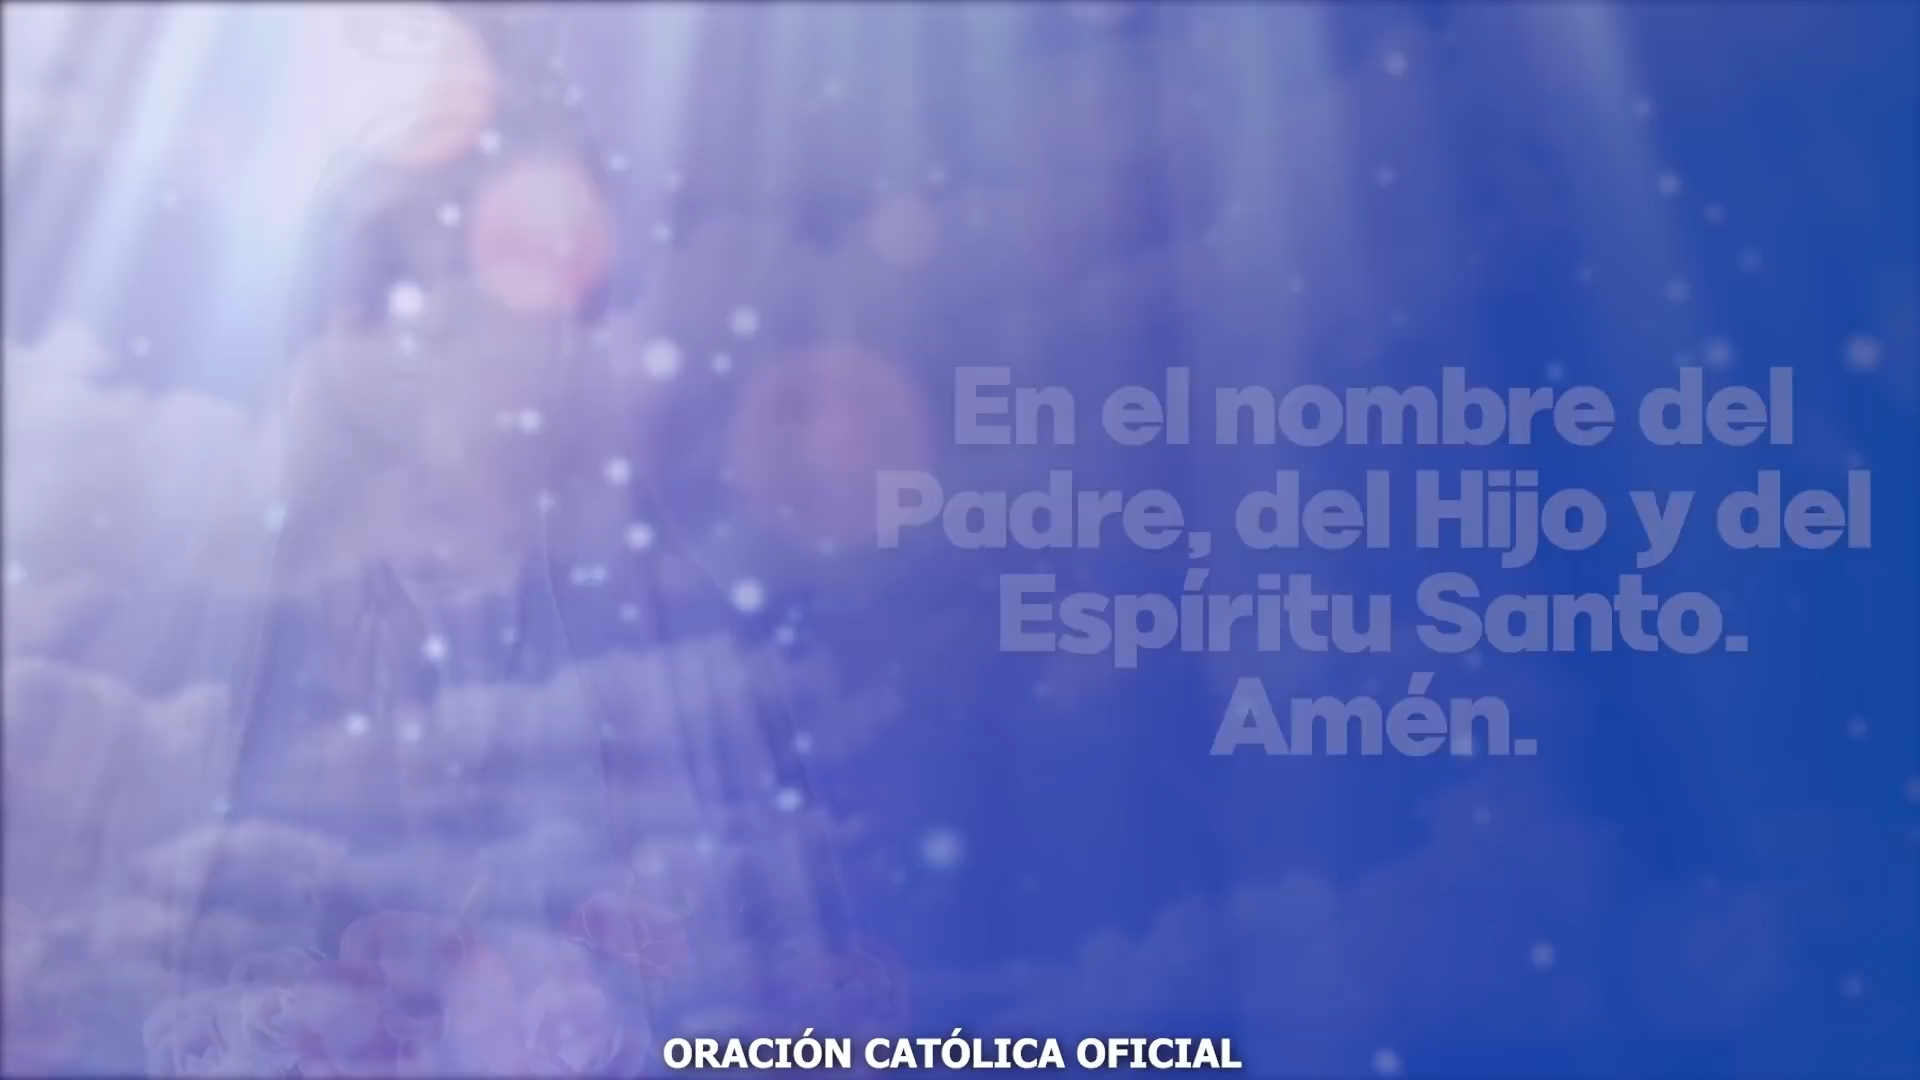 En el nombre del
Padre, del Hijo y del
Espíritu Santo.
Amén.
ORACIÓN CATÓLICA OFICIAL